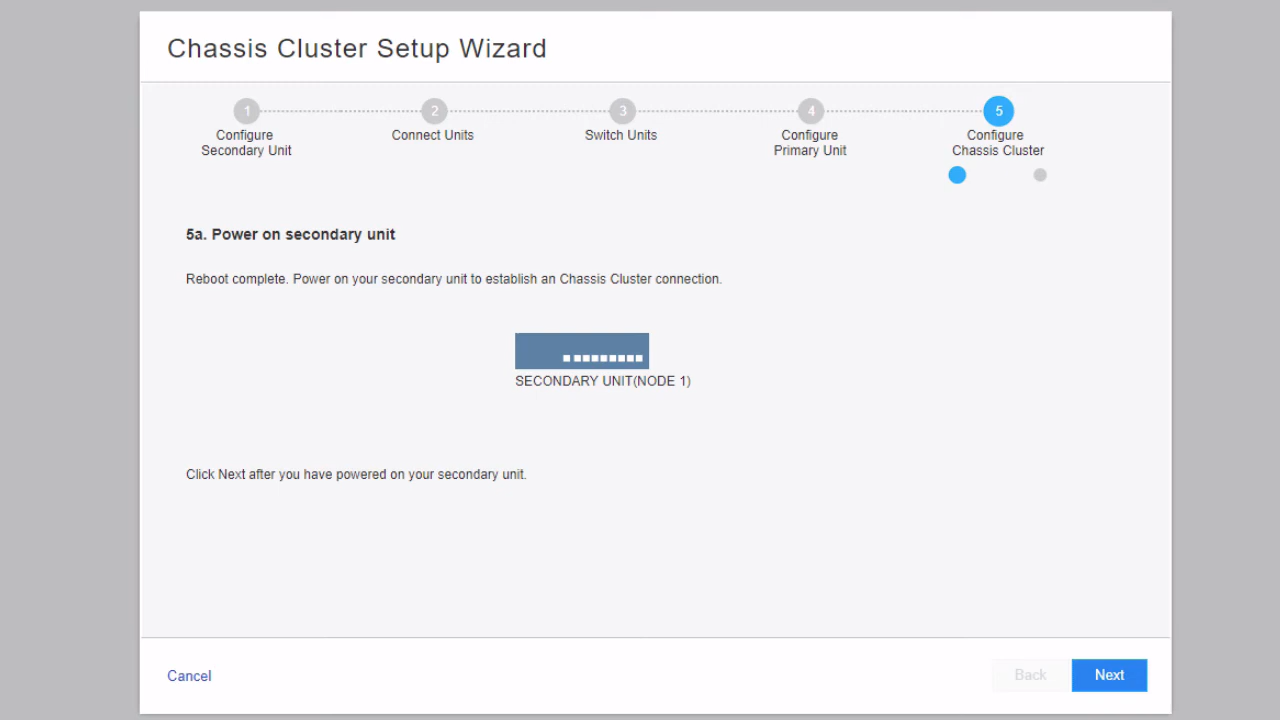 Chassis Cluster Setup Wizard
1
2
3
4
5
Configure
Secondary Unit
Connect Units
Switch Units
Configure
Primary Unit
Configure
Chassis Cluster
5a. Power on secondary unit
Reboot complete. Power on your secondary unit to establish an Chassis Cluster connection.
SECONDARY UNIT(NODE 1)
Click Next after you have powered on your secondary unit.
Cancel
Back
Next